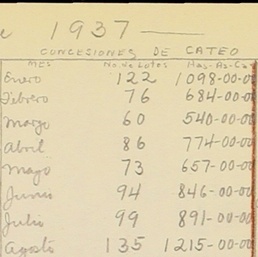 1937
CONCESIONES DE CATEO
MES No. de Lotes Has-As-Cs
Enero 122 1098-00-00
Febrero 76 684-00-00
Marzo 60 540-00-00
Abril 86 774-00-00
Mayo 73 657-00-00
Junio 94 846-00-00
Julio 99 891-00-00
Agosto 135 1215-00-00